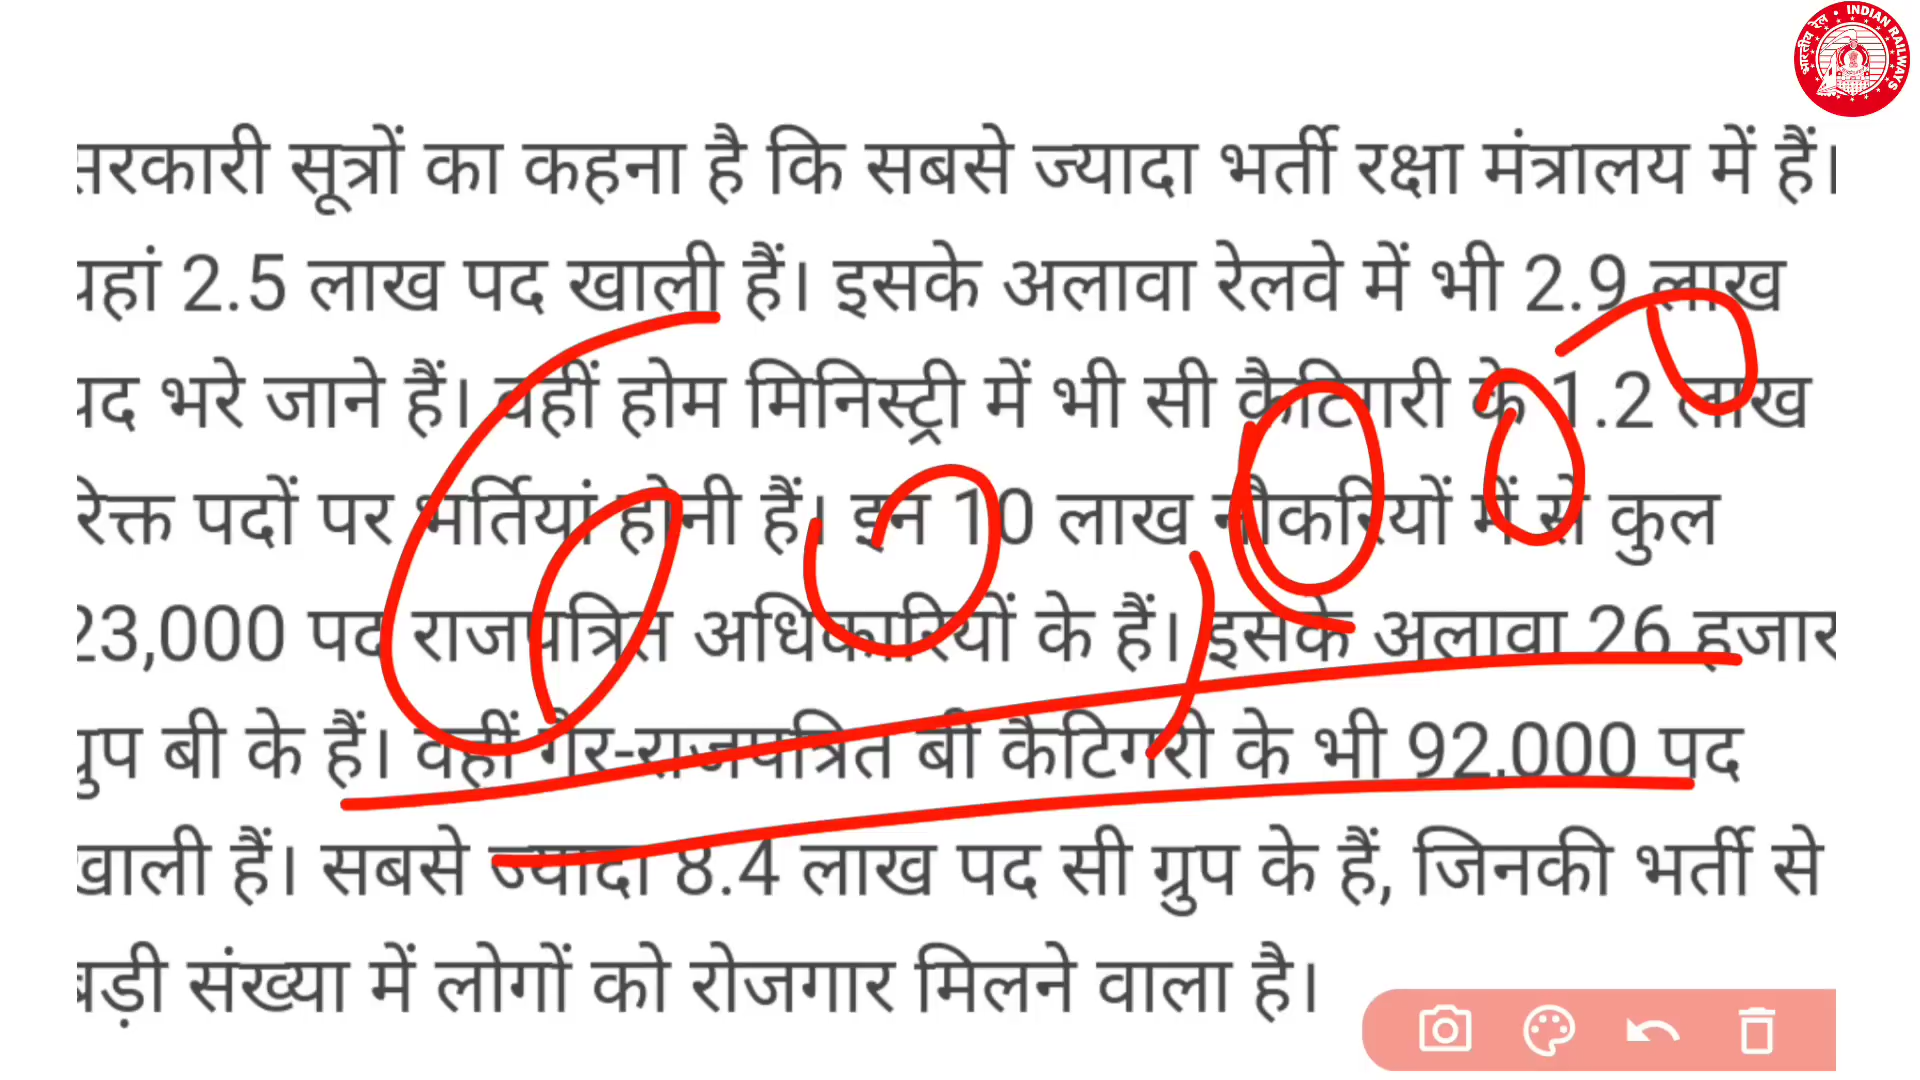 भारतीय रेल • INDIAN RAILWAYS
सरकारी सूत्रों का कहना है कि सबसे ज्यादा भर्ती रक्षा मंत्रालय में हैं।
यहां 2.5 लाख पद खाली हैं। इसके अलावा रेलवे में भी 2.9 लाख
पद भरे जाने हैं। वहीं होम मिनिस्ट्री में भी सी कैटिगरी के 1.2 लाख
रिक्त पदों पर भर्तियां होनी हैं। इन 10 लाख नौकरियों में से कुल
23,000 पद राजपत्रित अधिकारियों के हैं। इसके अलावा 26 हजार
ग्रुप बी के हैं। वहीं गैर-राजपत्रित बी कैटिगरी के भी 92,000 पद
खाली हैं। सबसे ज्यादा 8.4 लाख पद सी ग्रुप के हैं, जिनकी भर्ती से
बड़ी संख्या में लोगों को रोजगार मिलने वाला है।